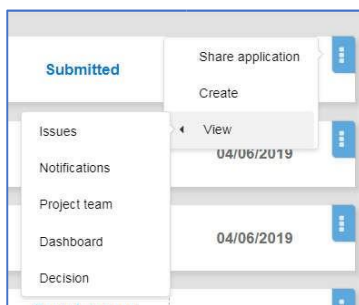 Submitted
Share application
Create
View
04/06/2019
Issues
Notifications
Project team
Dashboard
Decision
04/06/2019